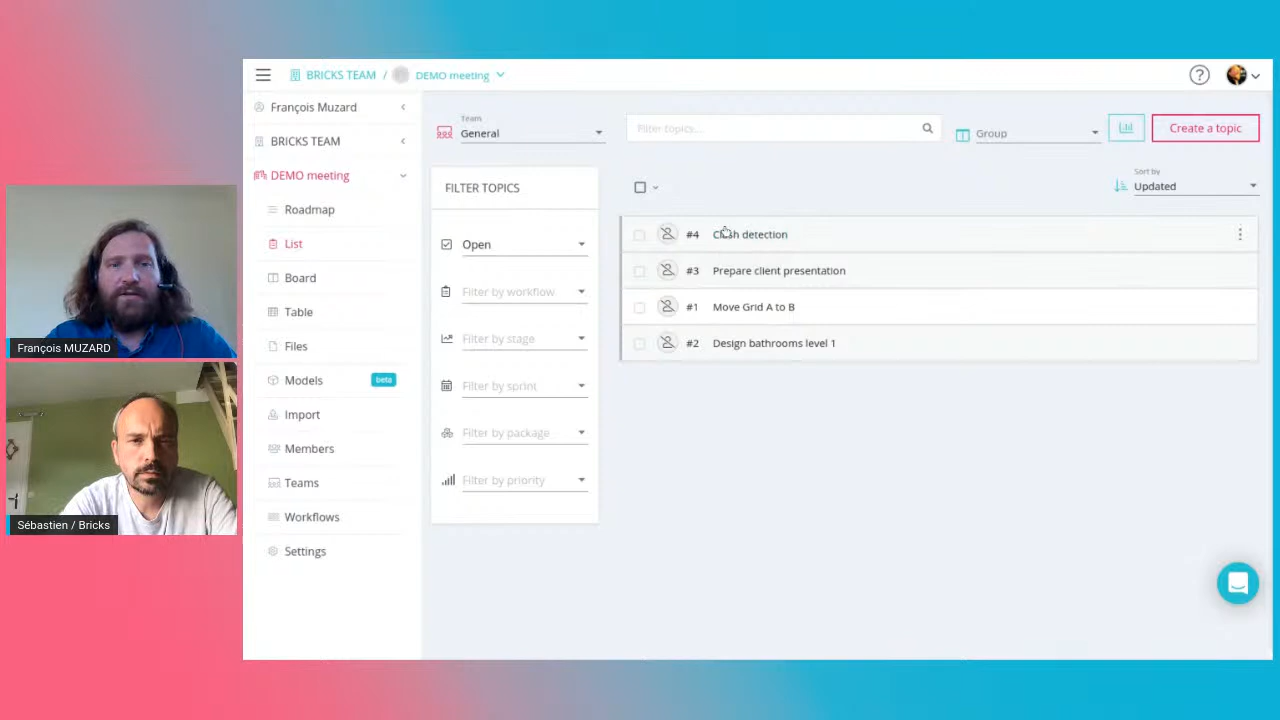 BRICKS TEAM / DEMO meeting
François Muzard
BRICKS TEAM
DEMO meeting
Roadmap
List
Board
Table
Files
Models beta
Import
Members
Teams
Workflows
Settings
Team
General
Filter topics...
Group
Create a topic
FILTER TOPICS
Open
Filter by workflow
Filter by stage
Filter by sprint
Filter by package
Filter by priority
Sort by
Updated
#4 Clash detection
#3 Prepare client presentation
#1 Move Grid A to B
#2 Design bathrooms level 1
François MUZARD
Sébastien / Bricks